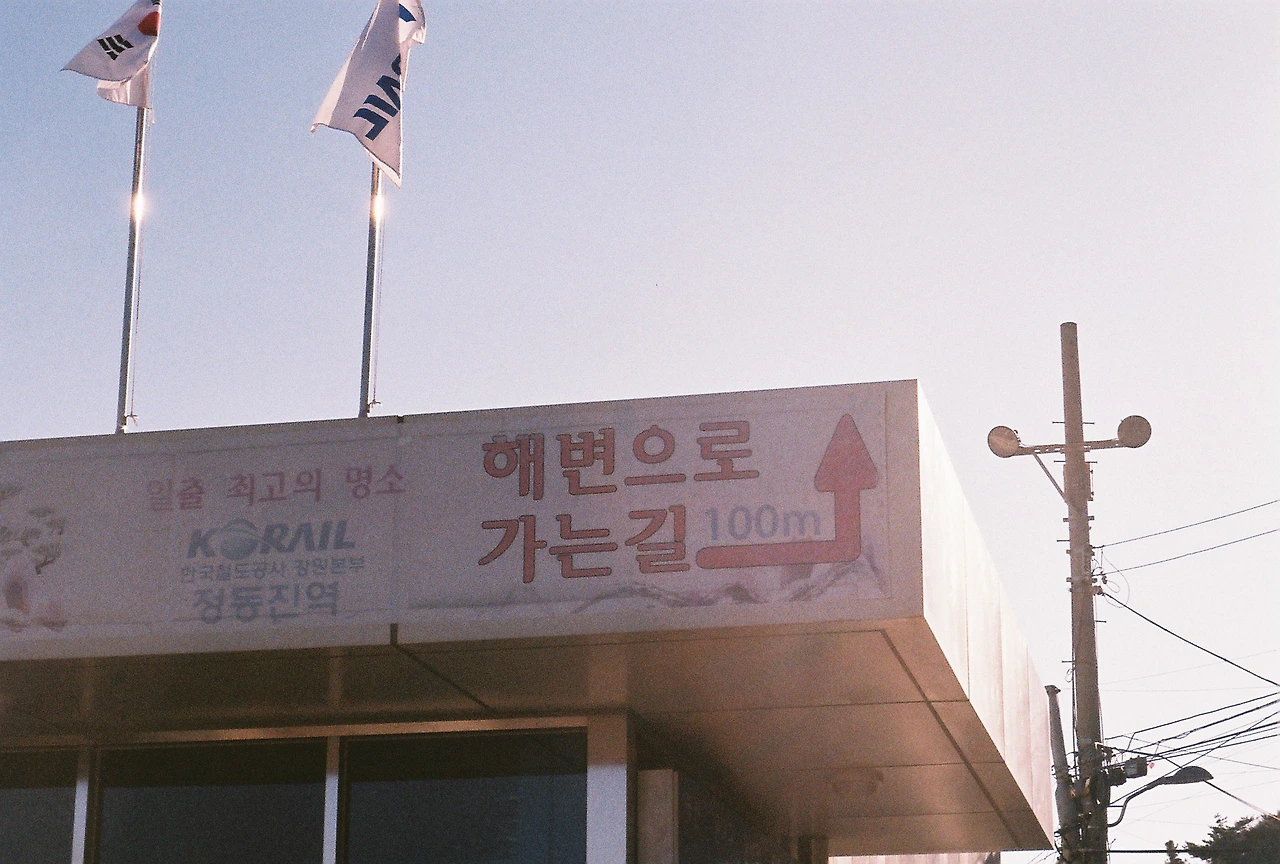 일출 최고의 명소
KORAIL
한국철도공사 강원본부
정동진역
해변으로
가는길 100m